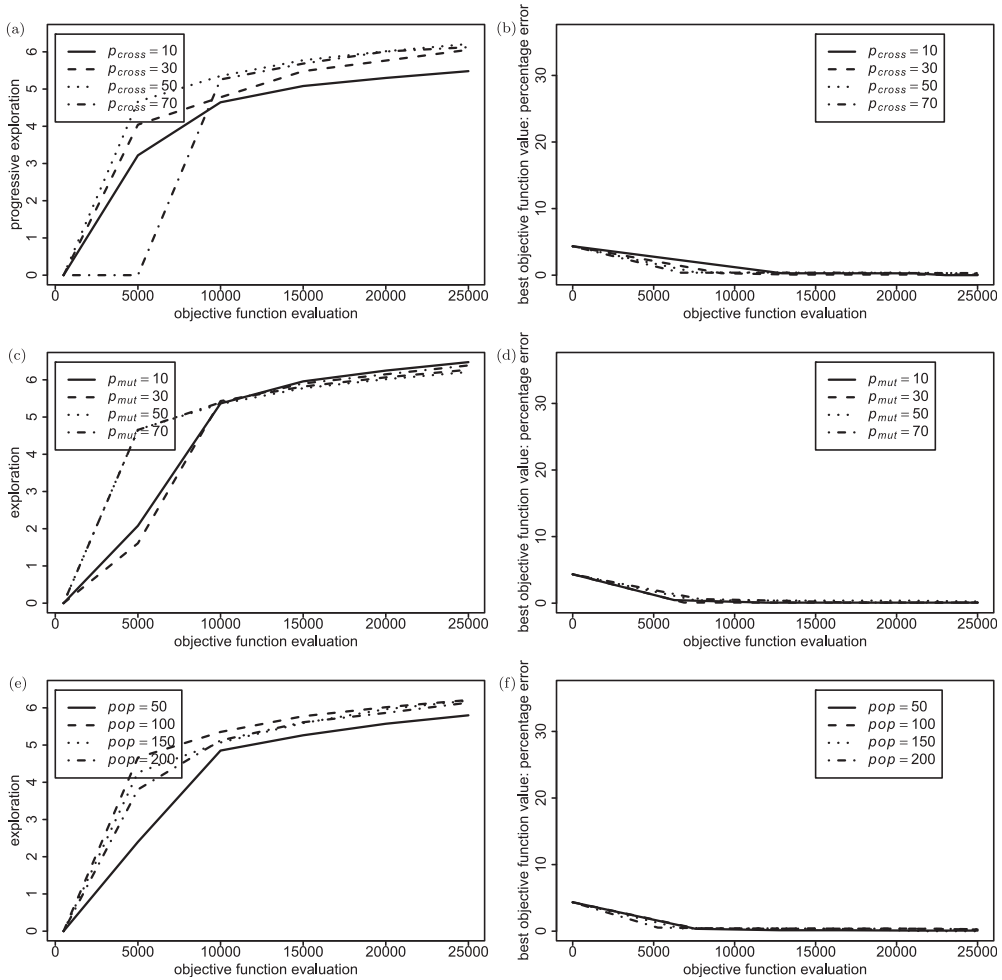 (a)
p_cross = 10
p_cross = 30
p_cross = 50
p_cross = 70
progressive exploration
0 1 2 3 4 5 6
0 5000 10000 15000 20000 25000
objective function evaluation
(b)
p_cross = 10
p_cross = 30
p_cross = 50
p_cross = 70
best objective function value: percentage error
0 10 20 30
0 5000 10000 15000 20000 25000
objective function evaluation
(c)
p_mut = 10
p_mut = 30
p_mut = 50
p_mut = 70
exploration
0 1 2 3 4 5 6
0 5000 10000 15000 20000 25000
objective function evaluation
(d)
p_mut = 10
p_mut = 30
p_mut = 50
p_mut = 70
best objective function value: percentage error
0 10 20 30
0 5000 10000 15000 20000 25000
objective function evaluation
(e)
pop = 50
pop = 100
pop = 150
pop = 200
exploration
0 1 2 3 4 5 6
0 5000 10000 15000 20000 25000
objective function evaluation
(f)
pop = 50
pop = 100
pop = 150
pop = 200
best objective function value: percentage error
0 10 20 30
0 5000 10000 15000 20000 25000
objective function evaluation